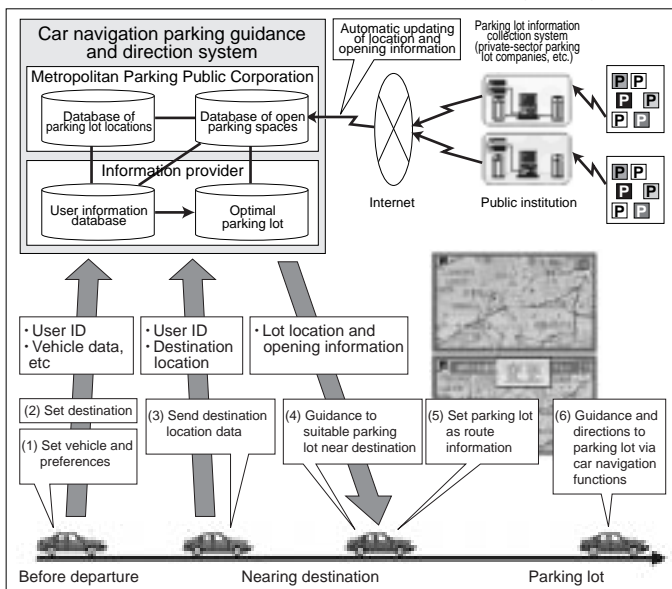 Car navigation parking guidance
and direction system
Metropolitan Parking Public Corporation
Database of
parking lot locations
Database of open
parking spaces
Information provider
User information
database
Optimal
parking lot
Automatic updating
of location and
opening information
Internet
Parking lot information
collection system
(private-sector parking
lot companies, etc.)
Public institution
P P
P P
P P
P P
P P
P P
・User ID
・Vehicle data,
etc
・User ID
・Destination
location
・Lot location and
opening information
(2) Set destination
(1) Set vehicle and
preferences
(3) Send destination
location data
(4) Guidance to
suitable parking
lot near destination
(5) Set parking lot
as route
information
(6) Guidance and
directions to
parking lot via
car navigation
functions
Before departure
Nearing destination
Parking lot